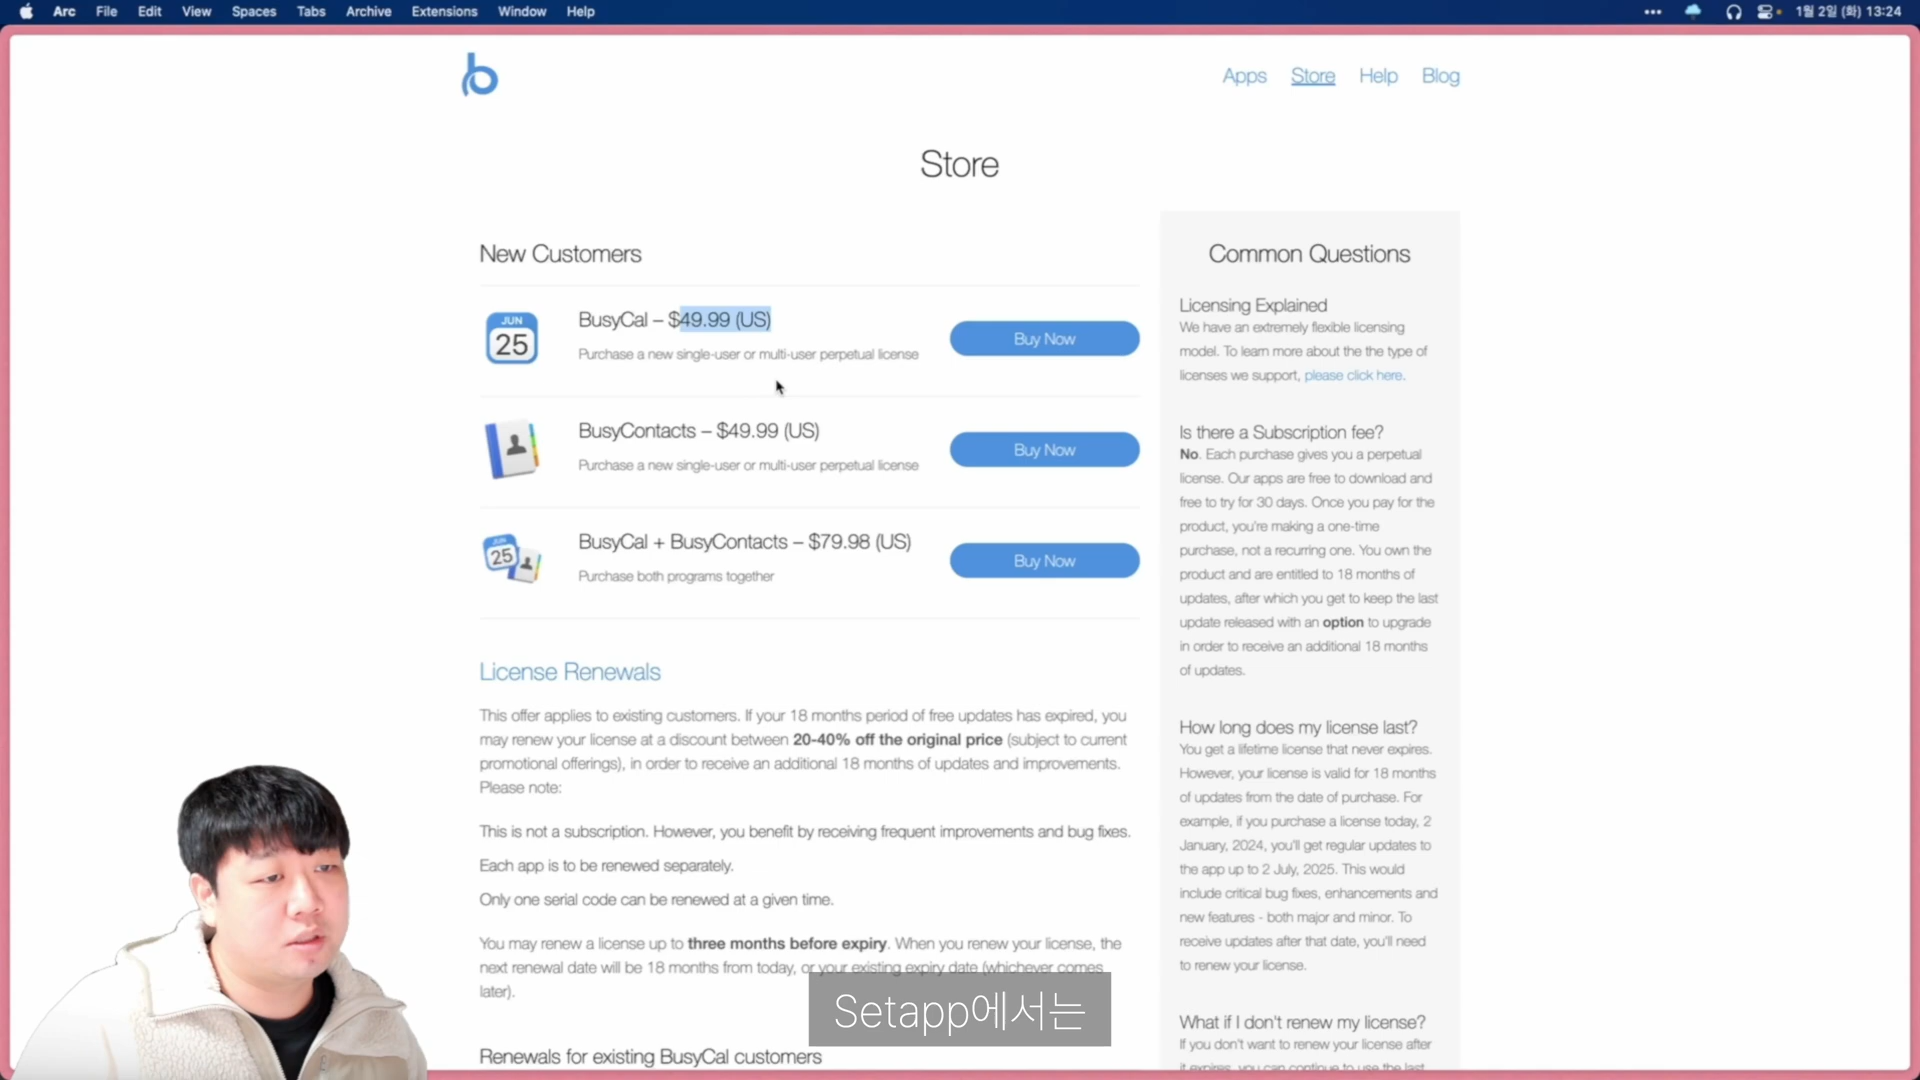 Arc File Edit View Spaces Tabs Archive Extensions Window Help
1월 2일 (화) 13:24
Apps Store Help Blog
Store
New Customers
JUN
25
BusyCal – $49.99 (US)
Purchase a new single-user or multi-user perpetual license
Buy Now
BusyContacts – $49.99 (US)
Purchase a new single-user or multi-user perpetual license
Buy Now
JUN
25
BusyCal + BusyContacts – $79.98 (US)
Purchase both programs together
Buy Now
License Renewals
This offer applies to existing customers. If your 18 months period of free updates has expired, you
may renew your license at a discount between 20-40% off the original price (subject to current
promotional offerings), in order to receive an additional 18 months of updates and improvements.
Please note:
This is not a subscription. However, you benefit by receiving frequent improvements and bug fixes.
Each app is to be renewed separately.
Only one serial code can be renewed at a given time.
You may renew a license up to three months before expiry. When you renew your license, the
next renewal date will be 18 months from today, or your existing expiry date (whichever comes
later).
Renewals for existing BusyCal customers
Common Questions
Licensing Explained
We have an extremely flexible licensing
model. To learn more about the the type of
licenses we support, please click here.
Is there a Subscription fee?
No. Each purchase gives you a perpetual
license. Our apps are free to download and
free to try for 30 days. Once you pay for the
product, you're making a one-time
purchase, not a recurring one. You own the
product and are entitled to 18 months of
updates, after which you get to keep the last
update released with an option to upgrade
in order to receive an additional 18 months
of updates.
How long does my license last?
You get a lifetime license that never expires.
However, your license is valid for 18 months
of updates from the date of purchase. For
example, if you purchase a license today, 2
January, 2024, you'll get regular updates to
the app up to 2 July, 2025. This would
include critical bug fixes, enhancements and
new features - both major and minor. To
receive updates after that date, you'll need
to renew your license.
What if I don't renew my license?
If you don't want to renew your license after
it expires, you can continue to use the last
Setapp에서는